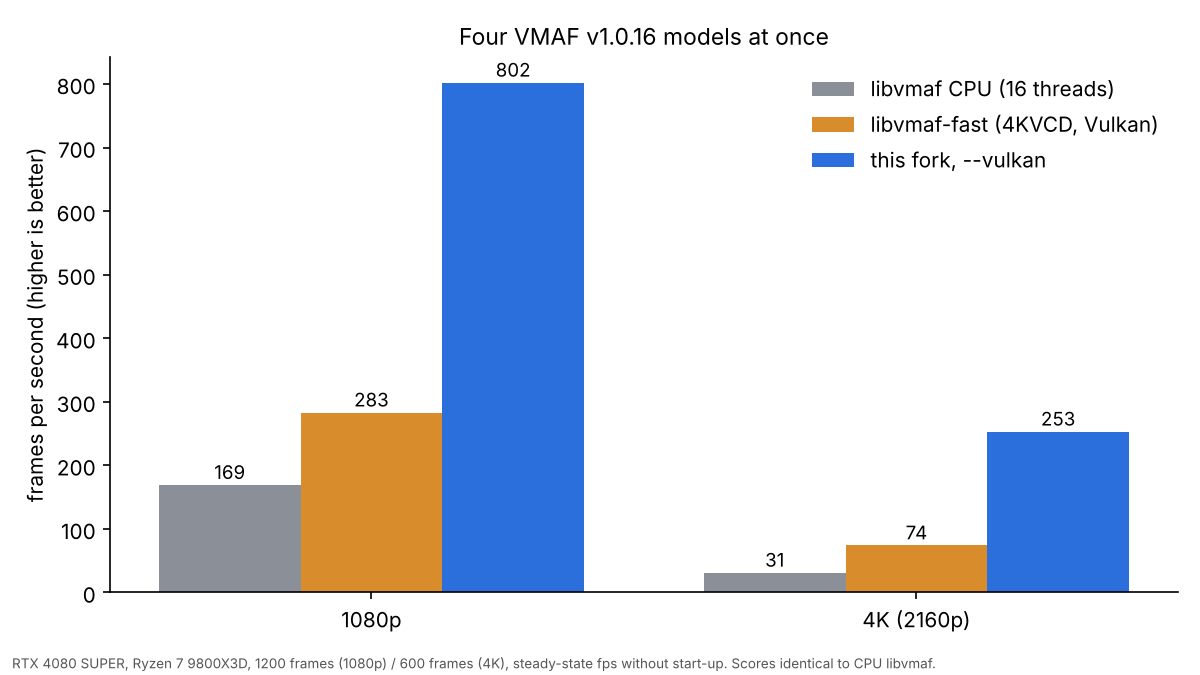 Four VMAF v1.0.16 models at once
802
800
libvmaf CPU (16 threads)
libvmaf-fast (4KVCD, Vulkan)
this fork, --vulkan
700
600
500
400
300
200
100
0
frames per second (higher is better)
169
283
31
74
253
1080p
4K (2160p)
RTX 4080 SUPER, Ryzen 7 9800X3D, 1200 frames (1080p) / 600 frames (4K), steady-state fps without start-up. Scores identical to CPU libvmaf.